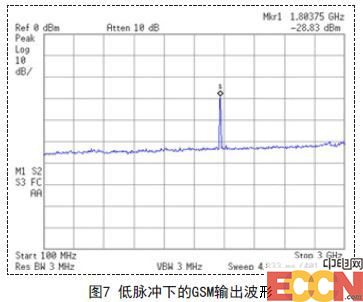 Mkr1 1.80375 GHz
Ref 0 dBm Atten 10 dB -28.83 dBm
Peak
Log
10
dB/
1
M1 S2
S3 FC
AA
Start 100 MHz Stop 3 GHz
Res BW 3 MHz VBW 3 MHz Sweep
中电网
ECCN
图7 低脉冲下的GSM输出波形